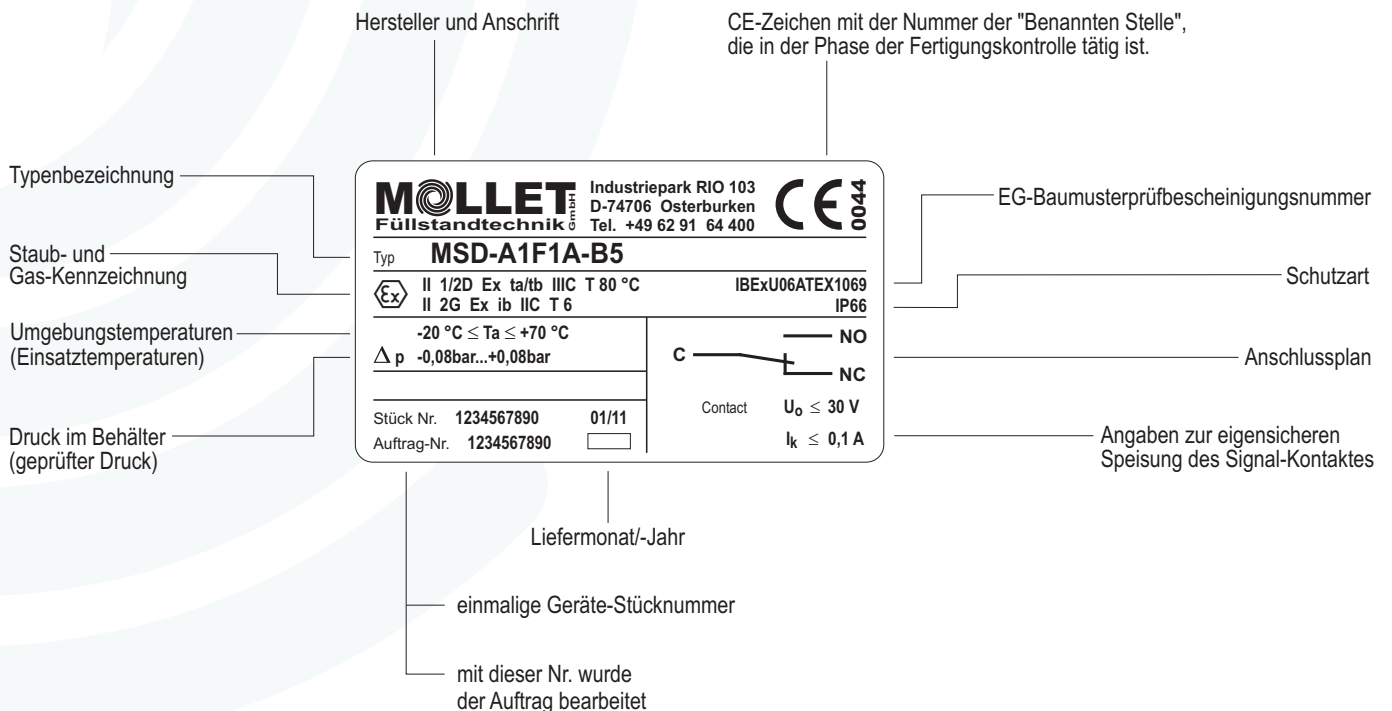 Hersteller und Anschrift
CE-Zeichen mit der Nummer der "Benannten Stelle",
die in der Phase der Fertigungskontrolle tätig ist.
Typenbezeichnung
Staub- und
Gas-Kennzeichnung
Umgebungstemperaturen
(Einsatztemperaturen)
Druck im Behälter
(geprüfter Druck)
MOLLET GmbH
Füllstandtechnik
Industriepark RIO 103
D-74706 Osterburken
Tel. +49 62 91 64 400
CE 0044
Typ MSD-A1F1A-B5
Ex II 1/2D Ex ta/tb IIIC T 80 °C
II 2G Ex ib IIC T 6
IBExU06ATEX1069
IP66
-20 °C ≤ Ta ≤ +70 °C
Δ p -0,08bar...+0,08bar
NO
C
NC
Contact U₀ ≤ 30 V
Iₖ ≤ 0,1 A
Stück Nr. 1234567890 01/11
Auftrag-Nr. 1234567890
EG-Baumusterprüfbescheinigungsnummer
Schutzart
Anschlussplan
Angaben zur eigensicheren
Speisung des Signal-Kontaktes
Liefermonat/-Jahr
einmalige Geräte-Stücknummer
mit dieser Nr. wurde
der Auftrag bearbeitet